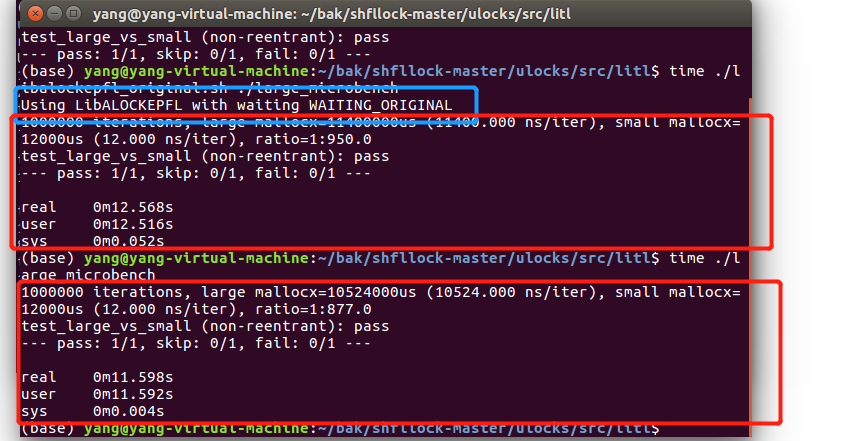 yang@yang-virtual-machine: ~/bak/shfllock-master/ulocks/src/litl
test_large_vs_small (non-reentrant): pass
--- pass: 1/1, skip: 0/1, fail: 0/1 ---
(base) yang@yang-virtual-machine:~/bak/shfllock-master/ulocks/src/litl$ time ./l
ibalockepfl_original.sh ./large_microbench
Using LibALOCKEPFL with waiting WAITING_ORIGINAL
1000000 iterations, large mallocx=11400000us (11400.000 ns/iter), small mallocx=
12000us (12.000 ns/iter), ratio=1:950.0
test_large_vs_small (non-reentrant): pass
--- pass: 1/1, skip: 0/1, fail: 0/1 ---
real 0m12.568s
user 0m12.516s
sys 0m0.052s
(base) yang@yang-virtual-machine:~/bak/shfllock-master/ulocks/src/litl$ time ./l
arge_microbench
1000000 iterations, large mallocx=10524000us (10524.000 ns/iter), small mallocx=
12000us (12.000 ns/iter), ratio=1:877.0
test_large_vs_small (non-reentrant): pass
--- pass: 1/1, skip: 0/1, fail: 0/1 ---
real 0m11.598s
user 0m11.592s
sys 0m0.004s
(base) yang@yang-virtual-machine:~/bak/shfllock-master/ulocks/src/litl$